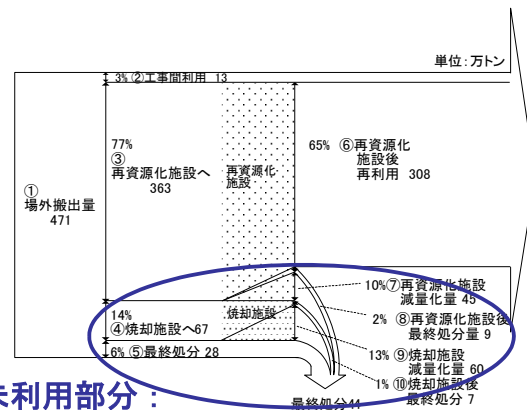 単位：万トン
3% ②工事間利用 13
77%
③
再資源化施設へ
363
再資源化
施設
65% ⑥再資源化
施設後
再利用 308
①
場外搬出量
471
10%⑦再資源化施設
減量化量 45
14%
④焼却施設へ67
焼却施設
2% ⑧再資源化施設後
最終処分量 9
6% ⑤最終処分 28
13% ⑨焼却施設
減量化量 60
1% ⑩焼却施設後
最終処分 7
最終処分44
未利用部分：